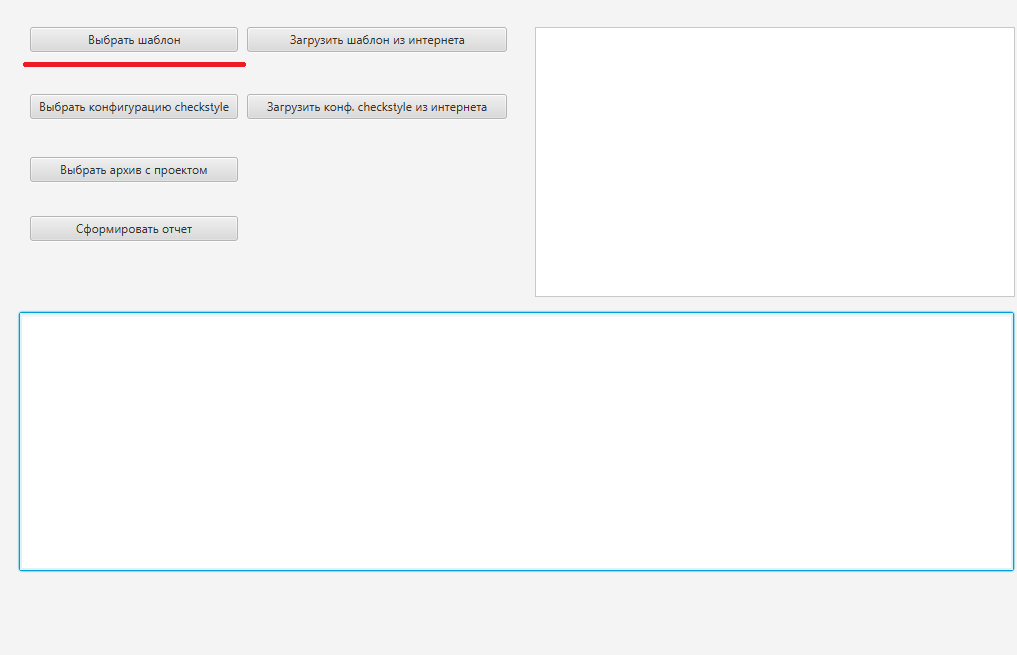 Выбрать шаблон
Загрузить шаблон из интернета
Выбрать конфигурацию checkstyle
Загрузить конф. checkstyle из интернета
Выбрать архив с проектом
Сформировать отчет